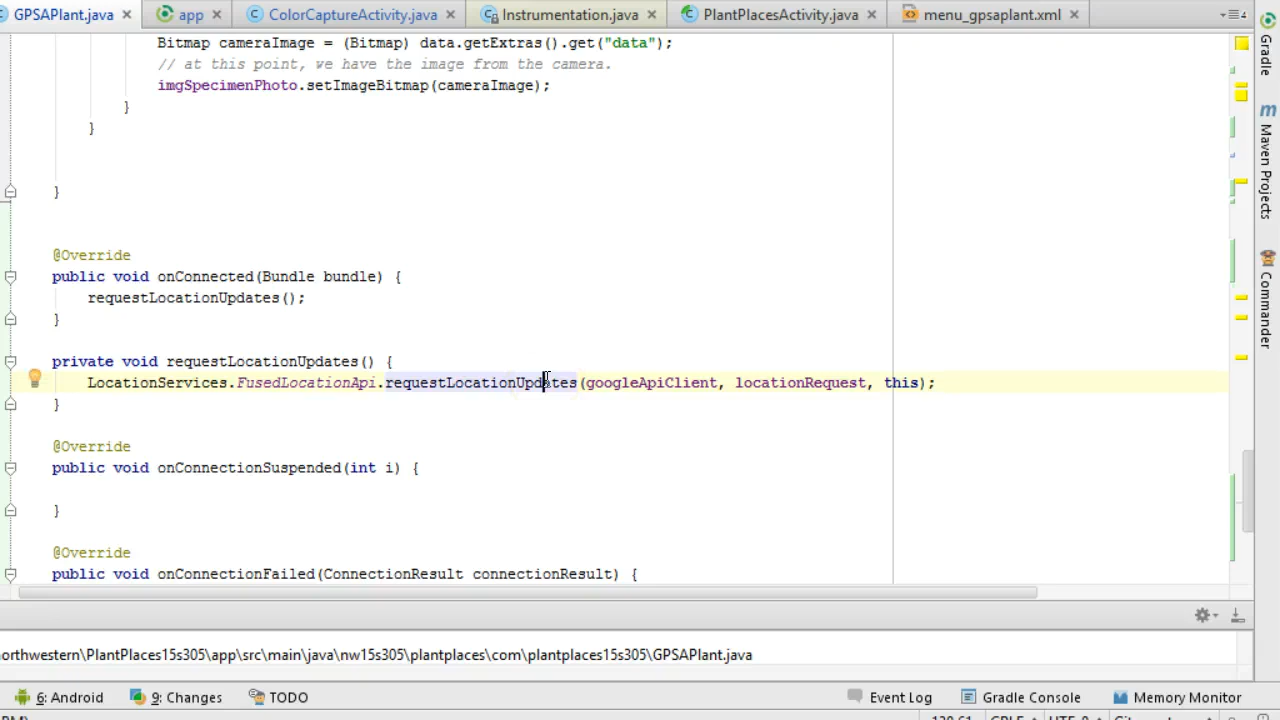 GPSAPlant.java
app
ColorCaptureActivity.java
Instrumentation.java
PlantPlacesActivity.java
menu_gpsaplant.xml
4
Bitmap cameraImage = (Bitmap) data.getExtras().get("data");
// at this point, we have the image from the camera.
imgSpecimenPhoto.setImageBitmap(cameraImage);
}
}
}
@Override
public void onConnected(Bundle bundle) {
requestLocationUpdates();
}
private void requestLocationUpdates() {
LocationServices.FusedLocationApi.requestLocationUpdates(googleApiClient, locationRequest, this);
}
@Override
public void onConnectionSuspended(int i) {
}
@Override
public void onConnectionFailed(ConnectionResult connectionResult) {
Gradle
Maven Projects
Commander
orthwestern\PlantPlaces15s305\app\src\main\java\nw15s305\plantplaces\com\plantplaces15s305\GPSAPlant.java
6: Android
9: Changes
TODO
Event Log
Gradle Console
Memory Monitor